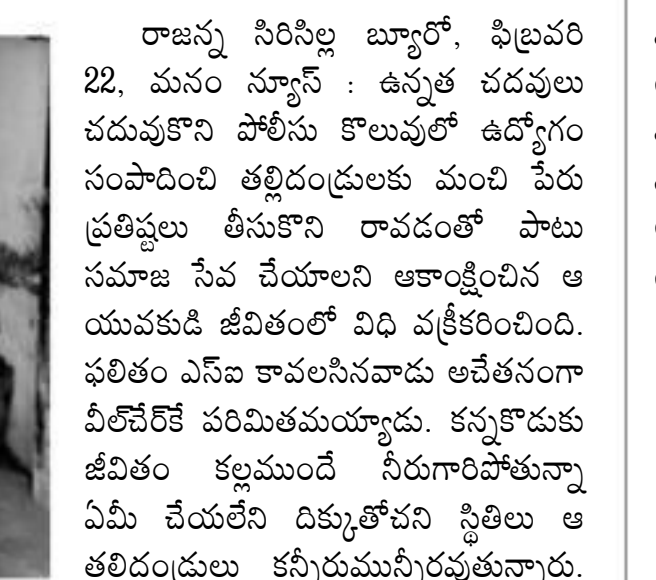 రాజన్న సిరిసిల్ల బ్యూరో, ఫిబ్రవరి
22, మనం న్యూస్ : ఉన్నత చదవులు
చదువుకొని పోలీసు కొలువులో ఉద్యోగం
సంపాదించి తల్లిదండ్రులకు మంచి పేరు
ప్రతిష్టలు తీసుకొని రావడంతో పాటు
సమాజ సేవ చేయాలని ఆకాంక్షించిన ఆ
యువకుడి జీవితంలో విధి వక్రీకరించింది.
ఫలితం ఎస్ఐ కావలసినవాడు అచేతనంగా
వీల్‌చేర్‌కే పరిమితమయ్యాడు. కన్నకొడుకు
జీవితం కల్లముందే నీరుగారిపోతున్నా
ఏమీ చేయలేని దిక్కుతోచని స్థితిలు ఆ
తలిదండ్రులు కన్నీరుమున్నీరవుతున్నారు.